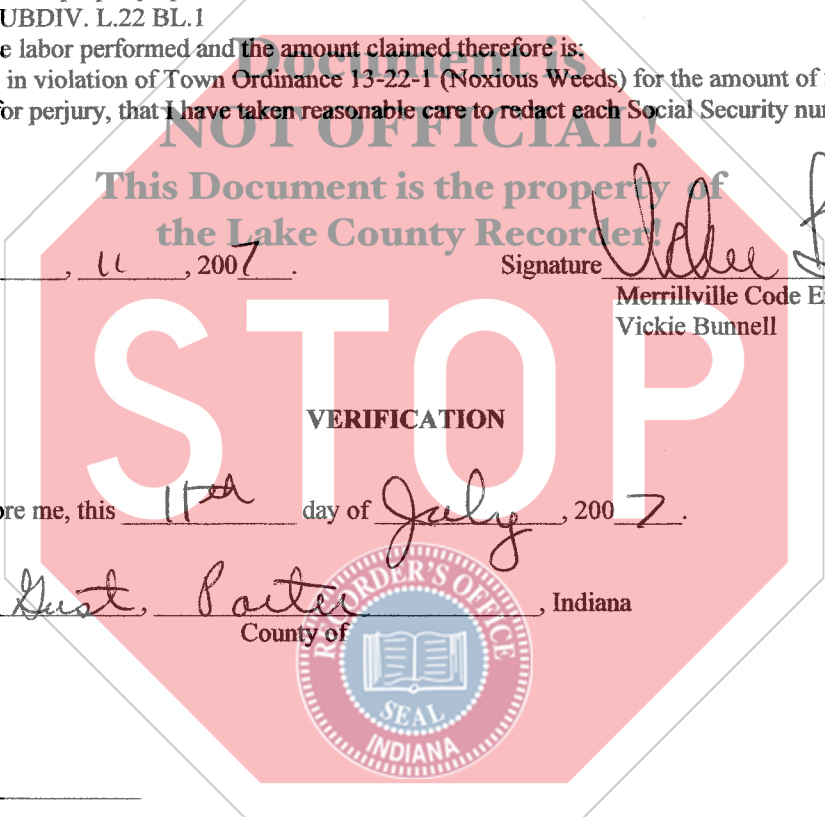 UBDIV. L.22 BL.1
e labor performed and the amount claimed therefore is:
Document is
in violation of Town Ordinance 13-22-1 (Noxious Weeds) for the amount of
or perjury, that I have taken reasonable care to redact each Social Security nu
NOT OFFICIAL!
This Document is the property of
the Lake County Recorder!
, 11, 2007.
Signature Vickie B
Merrillville Code E
Vickie Bunnell
STOP
VERIFICATION
ore me, this 11th day of July, 2007.
Gust, Porter, Indiana
County of
RECORDER'S OFFICE
SEAL
INDIANA